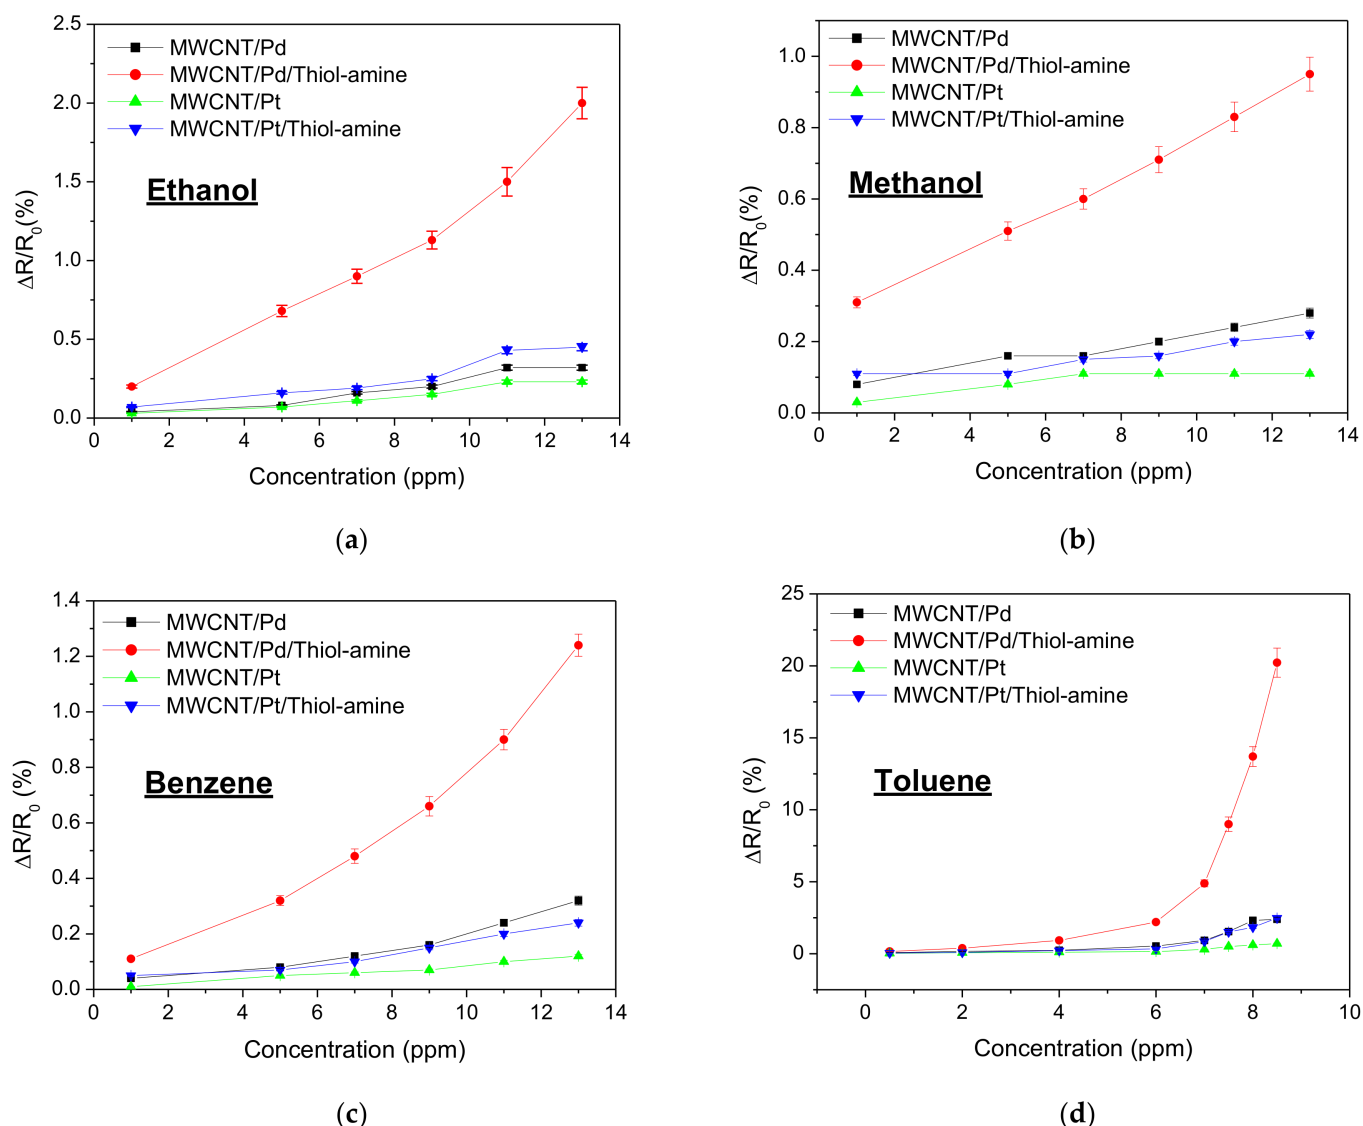 2.5
2.0
1.5
1.0
0.5
0.0
ΔR/R0(%)
MWCNT/Pd
MWCNT/Pd/Thiol-amine
MWCNT/Pt
MWCNT/Pt/Thiol-amine
Ethanol
0 2 4 6 8 10 12 14
Concentration (ppm)
(a)
1.0
0.8
0.6
0.4
0.2
0.0
ΔR/R0(%)
MWCNT/Pd
MWCNT/Pd/Thiol-amine
MWCNT/Pt
MWCNT/Pt/Thiol-amine
Methanol
0 2 4 6 8 10 12 14
Concentration (ppm)
(b)
1.4
1.2
1.0
0.8
0.6
0.4
0.2
0.0
ΔR/R0 (%)
MWCNT/Pd
MWCNT/Pd/Thiol-amine
MWCNT/Pt
MWCNT/Pt/Thiol-amine
Benzene
0 2 4 6 8 10 12 14
Concentration (ppm)
(c)
25
20
15
10
5
0
ΔR/R0 (%)
MWCNT/Pd
MWCNT/Pd/Thiol-amine
MWCNT/Pt
MWCNT/Pt/Thiol-amine
Toluene
0 2 4 6 8 10
Concentration (ppm)
(d)